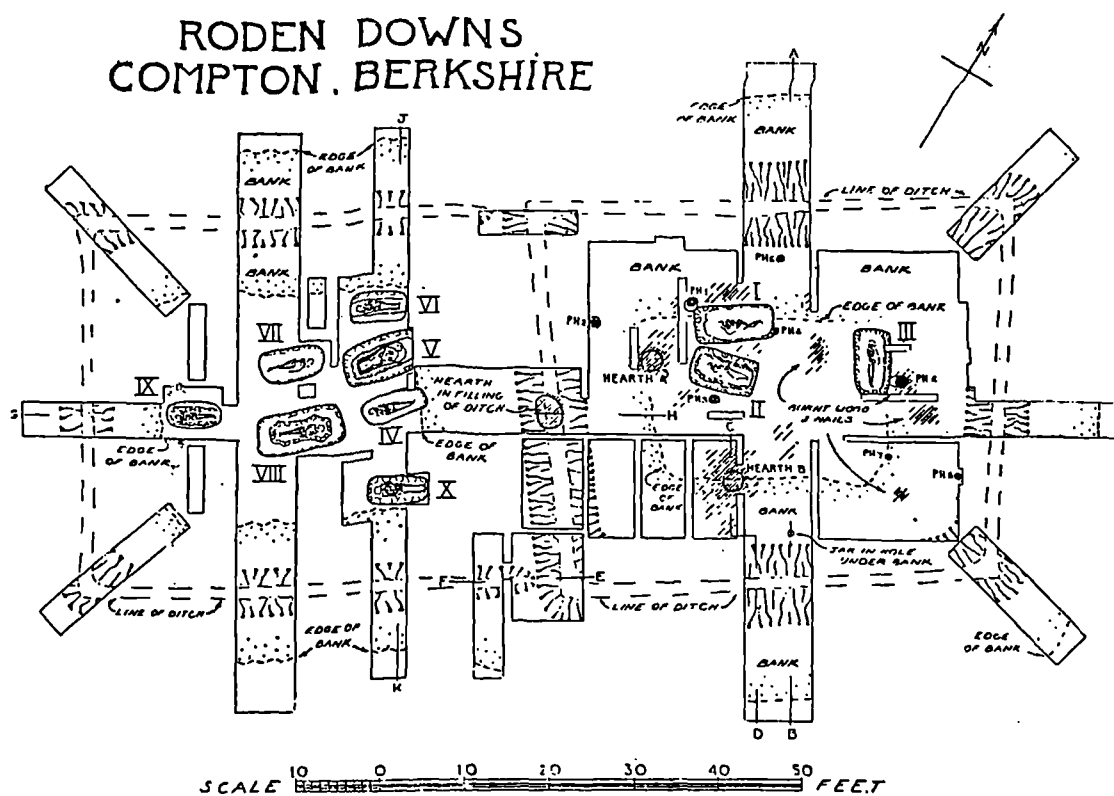 RODEN DOWNS
COMPTON, BERKSHIRE
N
A
J
EDGE OF BANK
EDGE OF BANK
BANK
BANK
LINE OF DITCH
BANK
PH6
BANK
BANK
I
PH1
EDGE OF BANK
VI
VII
V
PH2
PH4
III
HEARTH
IX
HEARTH IN FILLING OF DITCH
PH3
H
II
BURNT WOOD & NAILS
EDGE OF BANK
IV
EDGE OF BANK
C
PH7
VIII
HEARTH B
X
EDGE OF BANK
BANK
JAR IN HOLE UNDER BANK
F
E
LINE OF DITCH
LINE OF DITCH
EDGE OF BANK
EDGE OF BANK
BANK
K
D B
SCALE 10 0 10 20 30 40 50 FEET